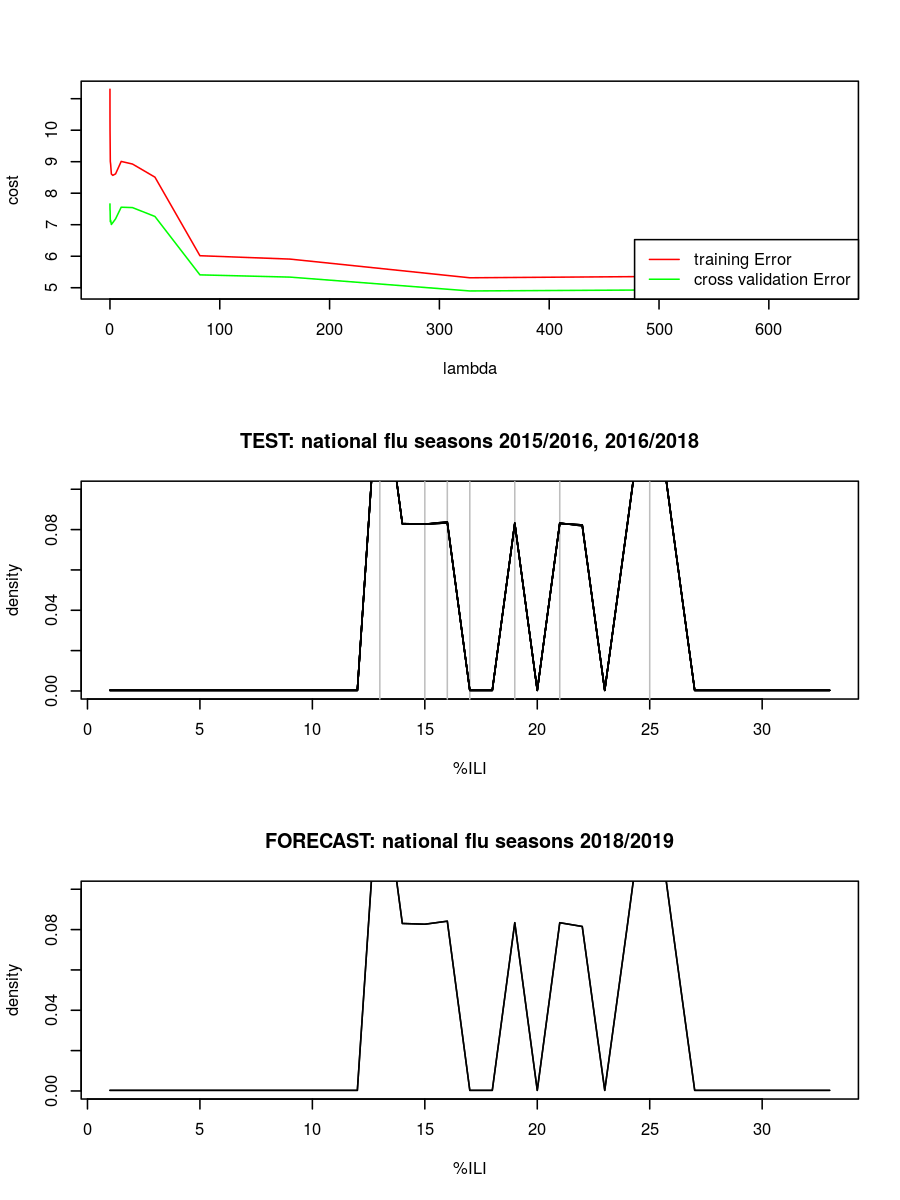 cost
10
9
8
7
6
5
training Error
cross validation Error
0 100 200 300 400 500 600
lambda
TEST: national flu seasons 2015/2016, 2016/2018
density
0.08
0.04
0.00
0 5 10 15 20 25 30
%ILI
FORECAST: national flu seasons 2018/2019
density
0.08
0.04
0.00
0 5 10 15 20 25 30
%ILI